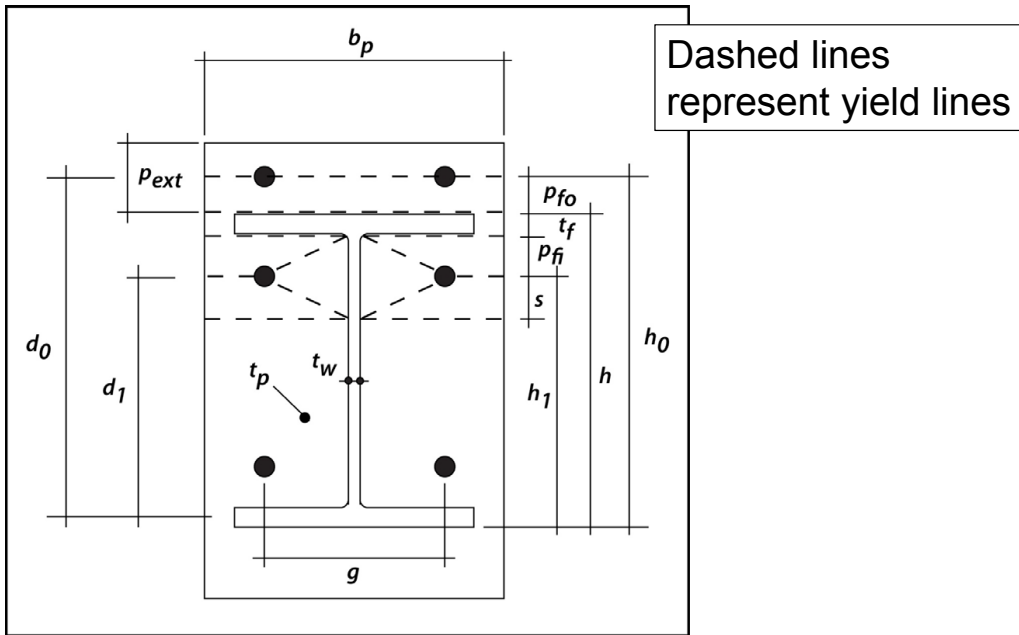 b_p
Dashed lines
represent yield lines
p_ext
p_fo
t_f
p_fi
s
d_0
d_1
t_p
t_w
h_1
h
h_0
g